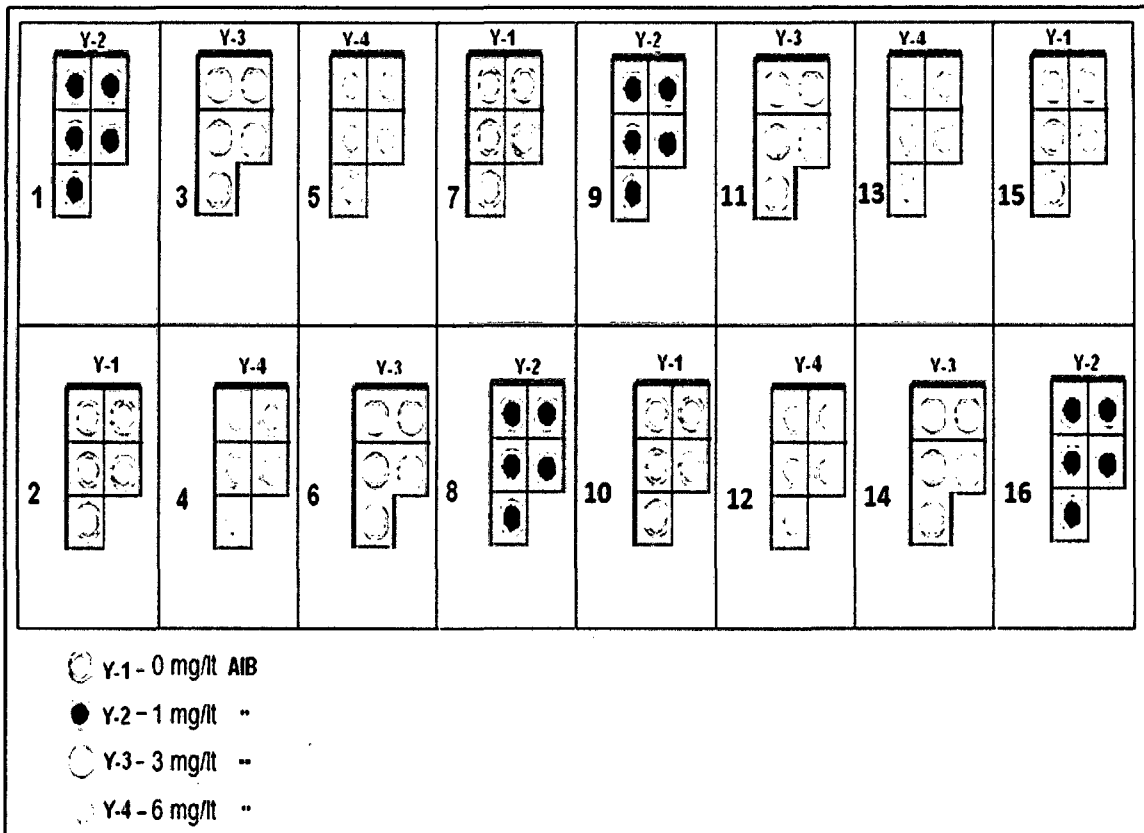 Y-2 Y-3 Y-4 Y-1 Y-2 Y-3 Y-4 Y-1
1 3 5 7 9 11 13 15
Y-1 Y-4 Y-3 Y-2 Y-1 Y-4 Y-3 Y-2
2 4 6 8 10 12 14 16
Y-1 - 0 mg/lt AIB
Y-2 - 1 mg/lt "
Y-3 - 3 mg/lt "
Y-4 - 6 mg/lt "